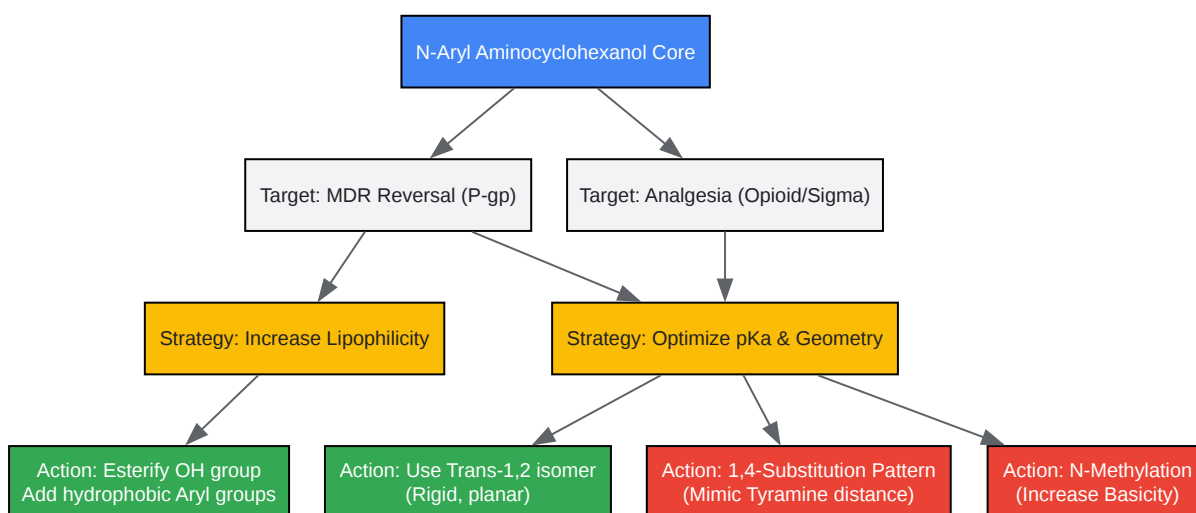 N-Aryl Aminocyclohexanol Core
Target: MDR Reversal (P-gp)
Target: Analgesia (Opioid/Sigma)
Strategy: Increase Lipophilicity
Strategy: Optimize pKa & Geometry
Action: Esterify OH group
Add hydrophobic Aryl groups
Action: Use Trans-1,2 isomer
(Rigid, planar)
Action: 1,4-Substitution Pattern
(Mimic Tyramine distance)
Action: N-Methylation
(Increase Basicity)